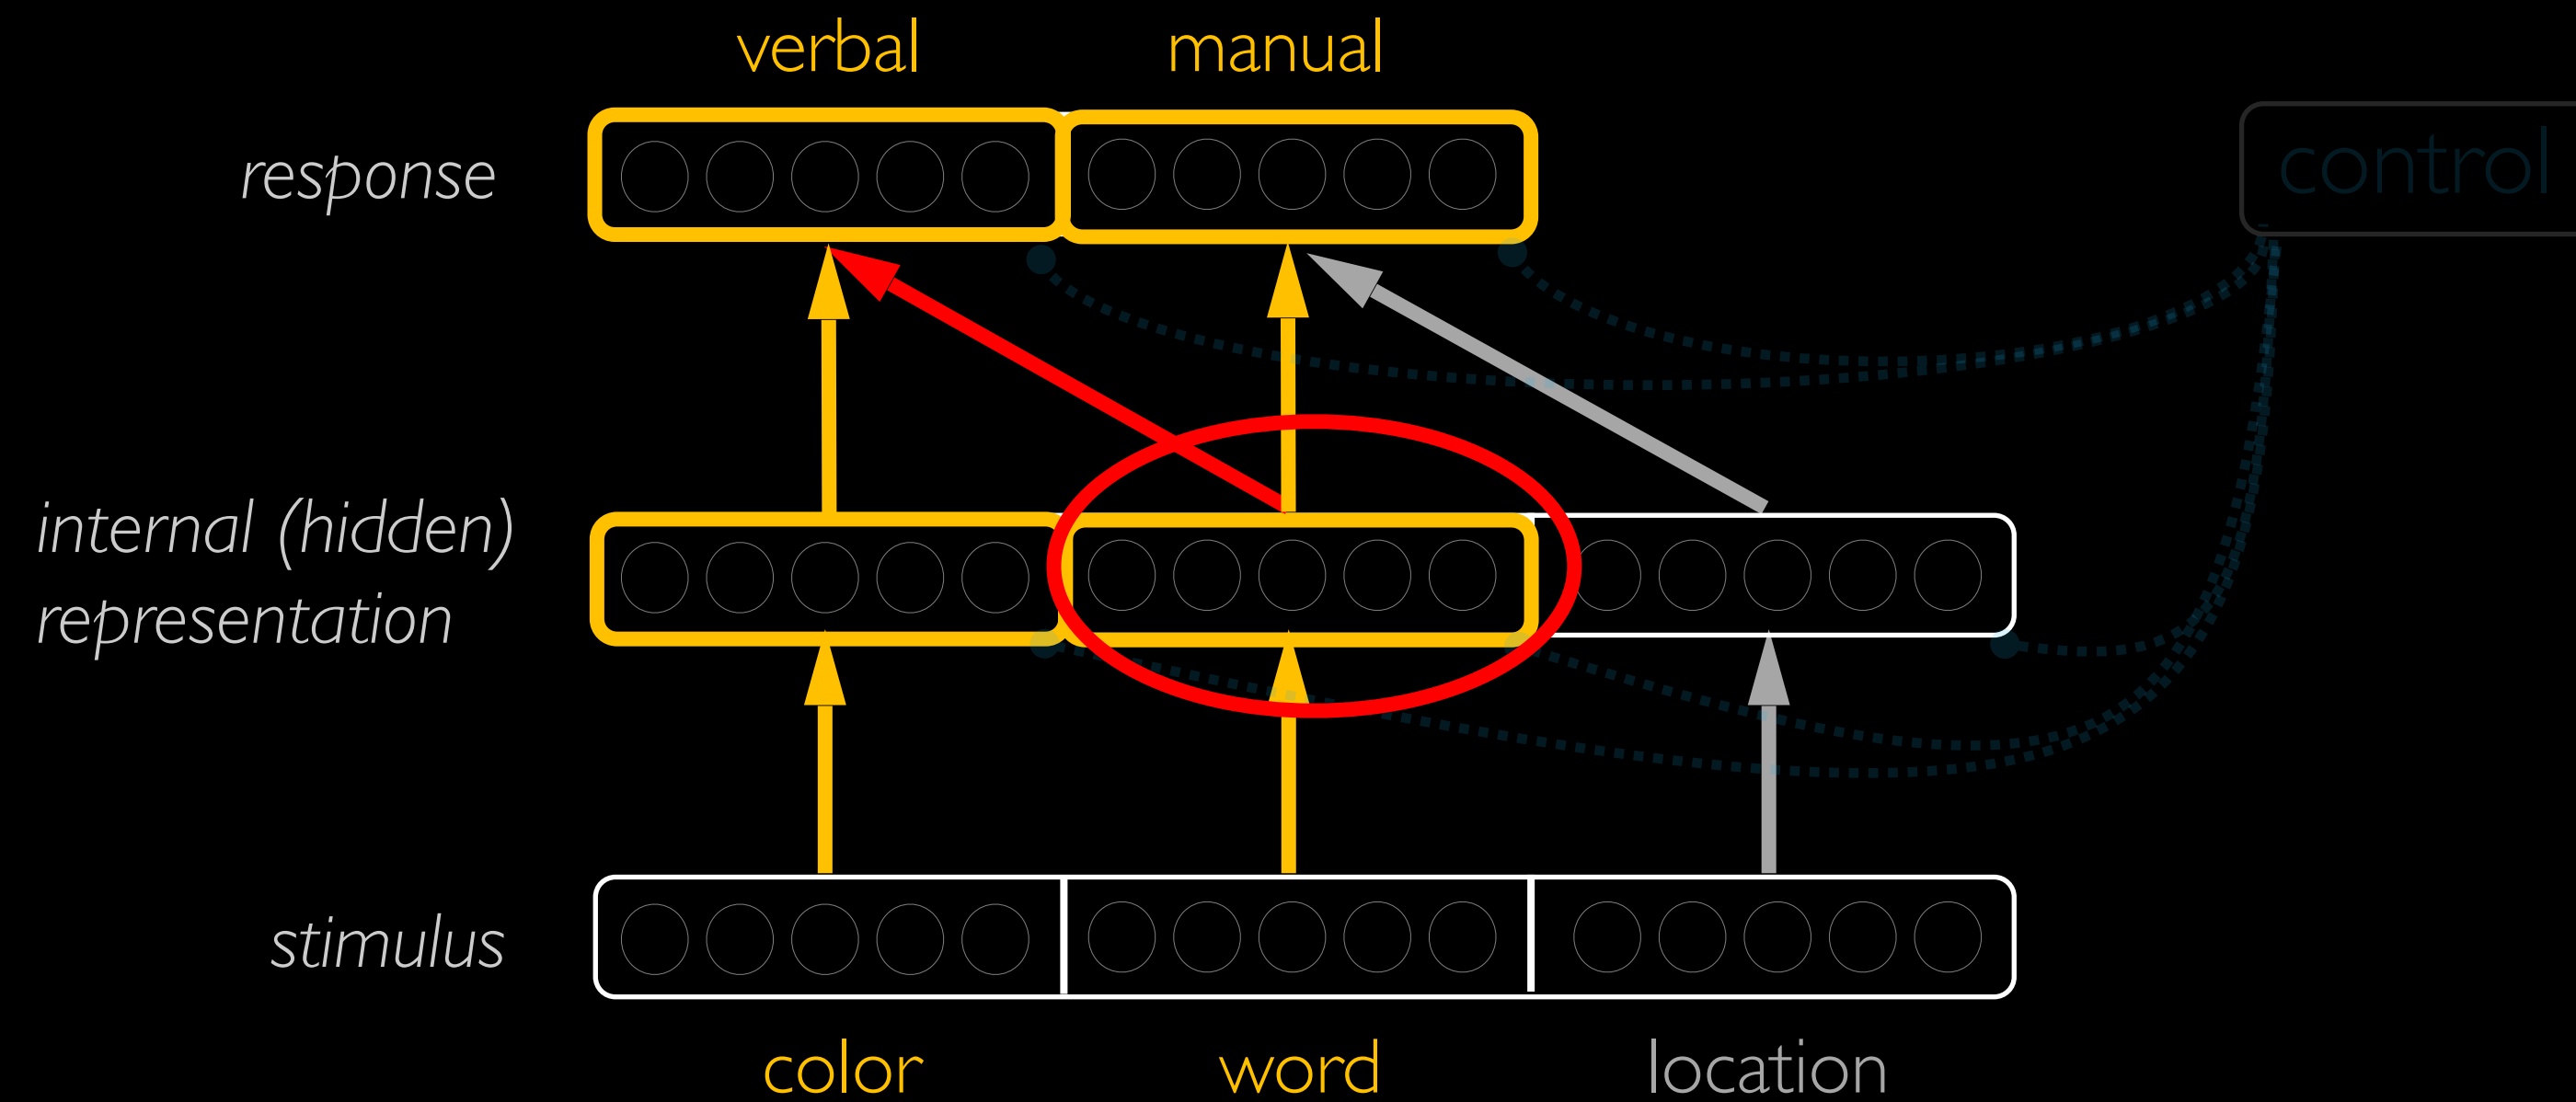 verbal manual
response
control
internal (hidden)
representation
stimulus
color word location